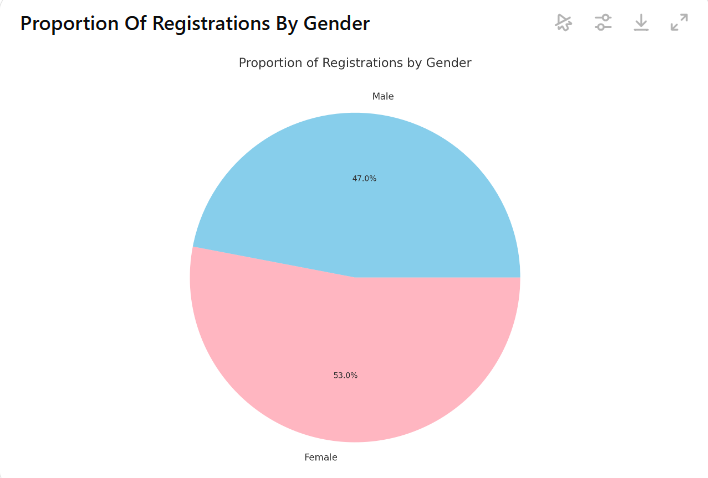 Proportion Of Registrations By Gender
Proportion of Registrations by Gender
Male
47.0%
53.0%
Female